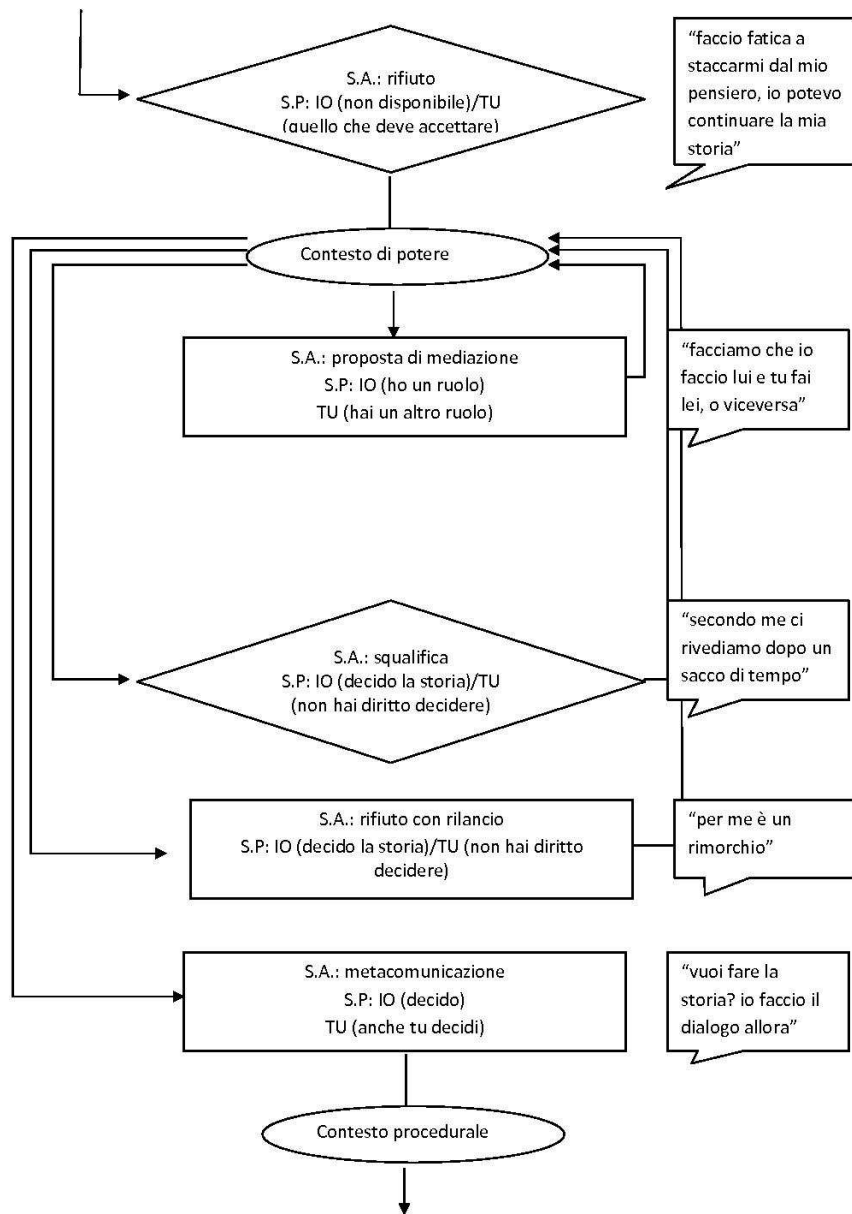 S.A.: rifiuto
S.P: IO (non disponibile)/TU
(quello che deve accettare)
“faccio fatica a
staccarmi dal mio
pensiero, io potevo
continuare la mia
storia”
Contesto di potere
S.A.: proposta di mediazione
S.P: IO (ho un ruolo)
TU (hai un altro ruolo)
“facciamo che io
faccio lui e tu fai
lei, o viceversa”
S.A.: squalifica
S.P: IO (decido la storia)/TU
(non hai diritto decidere)
“secondo me ci
rivediamo dopo un
sacco di tempo”
S.A.: rifiuto con rilancio
S.P: IO (decido la storia)/TU (non hai diritto
decidere)
“per me è un
rimorchio”
S.A.: metacomunicazione
S.P: IO (decido)
TU (anche tu decidi)
“vuoi fare la
storia? io faccio il
dialogo allora”
Contesto procedurale